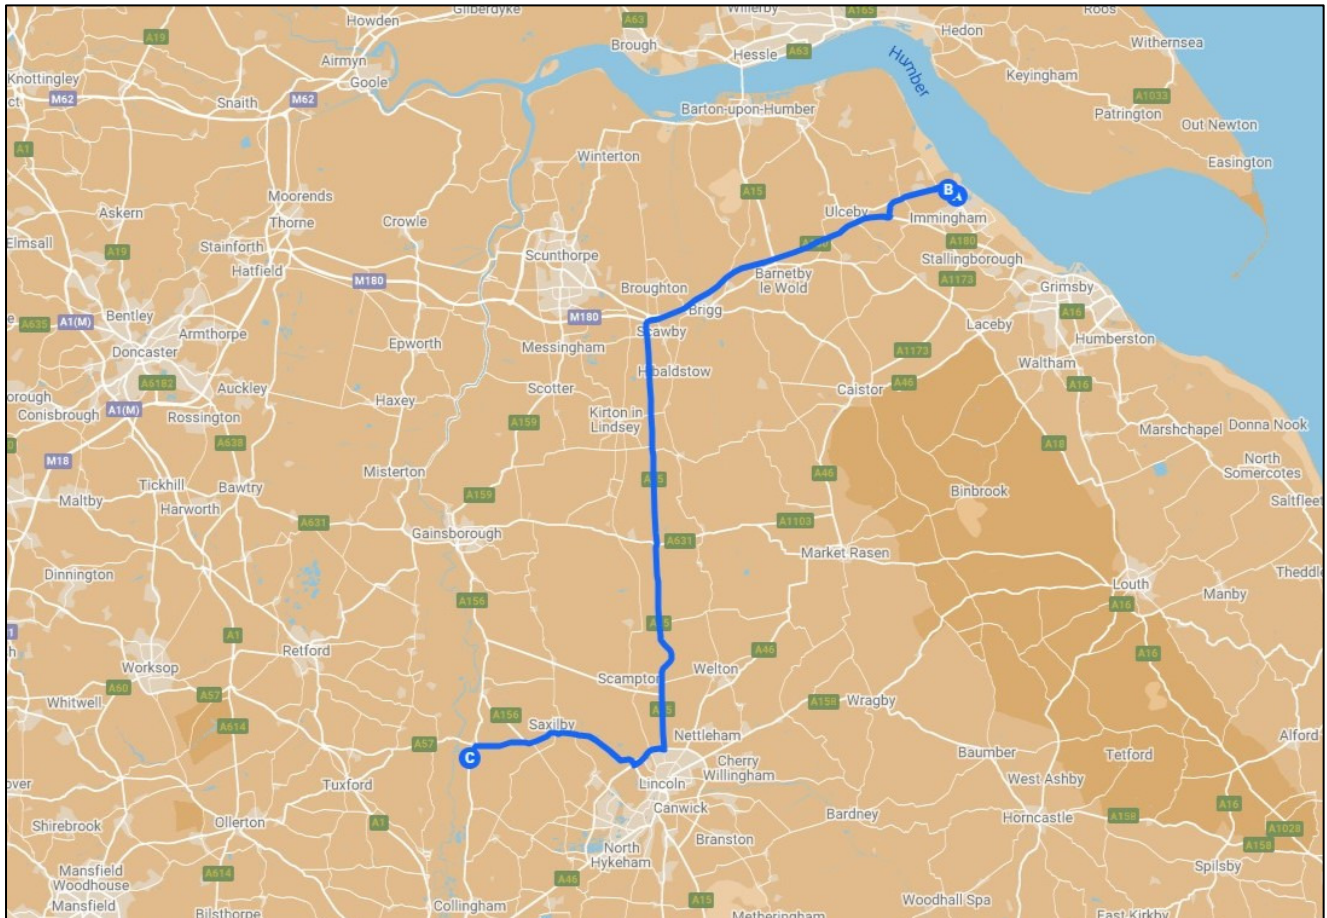 Gilberdyke
Willerby
A165
Roos
Howden
A63
Hedon
A19
Brough
Hessle
A63
Withernsea
Airmyn
Knottingley
Goole
Humber
Keyingham
M62
Snaith
M62
A1033
Barton-upon-Humber
Patrington
Out Newton
A1
Winterton
Easington
Moorends
A15
B
A
Askern
Crowle
Ulceby
Immingham
Thorne
Elmsall
A19
Stainforth
Scunthorpe
A180
Stallingborough
Hatfield
M180
Broughton
Barnetby
le Wold
A1173
Grimsby
Brigg
A16
A635
A1(M)
Bentley
M180
Scawby
Laceby
Armthorpe
Epworth
Messingham
Humberston
Doncaster
A1173
Waltham
Hibaldstow
A6182
Auckley
Scotter
Caistor
A46
A16
Conisbrough
A1(M)
Rossington
Haxey
Kirton in
Lindsey
A159
Marshchapel
Donna Nook
A638
A18
M18
Misterton
North
Somercotes
Tickhill
Bawtry
A46
Maltby
Harworth
A159
Binbrook
Saltfleet
A631
A1103
Gainsborough
A631
Market Rasen
Dinnington
Louth
Manby
A156
A16
A1
Retford
Worksop
Welton
A46
A16
A60
A57
Scampton
Whitwell
Wragby
A158
A614
A156
Saxilby
A57
Nettleham
Alford
C
Cherry
Willingham
Baumber
Tetford
Tuxford
Lincoln
West Ashby
Canwick
A16
Shirebrook
Ollerton
A1
Bardney
Horncastle
A158
A1028
Branston
North
Hykeham
A158
Mansfield
Woodhouse
A614
A46
Spilsby
Mansfield
Collingham
A15
Woodhall Spa
Bilsthorpe
Metheringham
East Kirkby